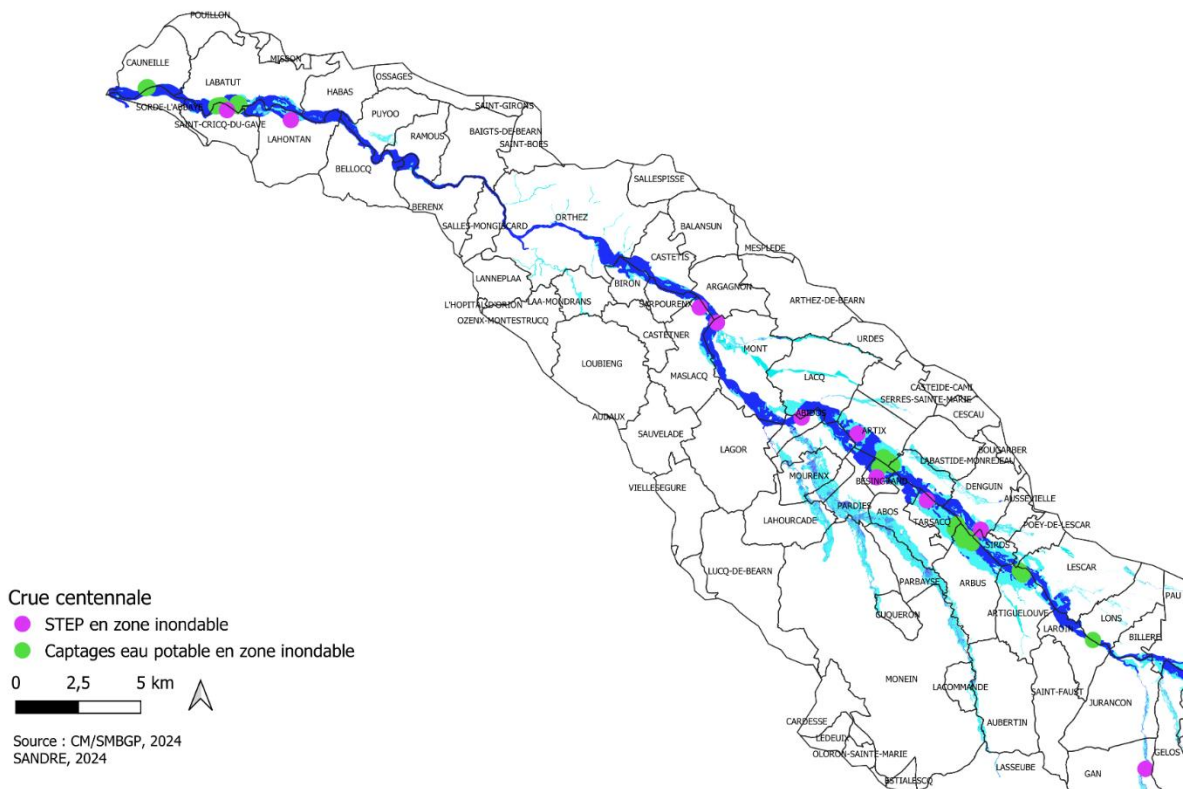 POUILLON
CAUNEILLE
MISSON
LABATUT
OSSAGES
HABAS
SORDE-L'ABBAYE
SAINT-GIRONS
PUYOO
SAINT-CRICQ-DU-GAVE
RAMOUS
BAIGTS-DE-BEARN
LAHONTAN
SAINT-BOES
BELLOCQ
SALLESPISSE
BERENX
ORTHEZ
SALLES-MONGISCARD
BALANSUN
MESPLEDE
CASTETIS
LANNEPLAA
BIRON
ARGAGNON
L'HOPITAL-D'ORION
LAA-MONDRANS
SARPOURENX
ARTHEZ-DE-BEARN
OZENX-MONTESTRUCQ
CASTETNER
URDES
MONT
LOUBIENG
MASLACQ
LACQ
CASTEIDE-CAMI
SERRES-SAINTE-MARIE
AUDAUX
ABIDOS
CESCAU
SAUVELADE
ARTIX
LAGOR
BOUGARBER
LABASTIDE-MONREJEAU
MOURENX
BESINGRAND
DENGUIN
VIELLESEGURE
AUSSEVIELLE
PARDIES
ABOS
LAHOURCADE
TARSACQ
POEY-DE-LESCAR
SIROS
LUCQ-DE-BEARN
LESCAR
PARBAYSE
ARBUS
PAU
CUQUERON
ARTIGUELOUVE
LONS
LAROIN
BILLERE
MONEIN
LACOMMANDE
SAINT-FAUST
JURANCON
CARDESSE
AUBERTIN
LEDEUIX
OLORON-SAINTE-MARIE
GELOS
LASSEUBE
GAN
ESTIALESCQ
Crue centennale
STEP en zone inondable
Captages eau potable en zone inondable
0 2,5 5 km
Source : CM/SMBGP, 2024
SANDRE, 2024